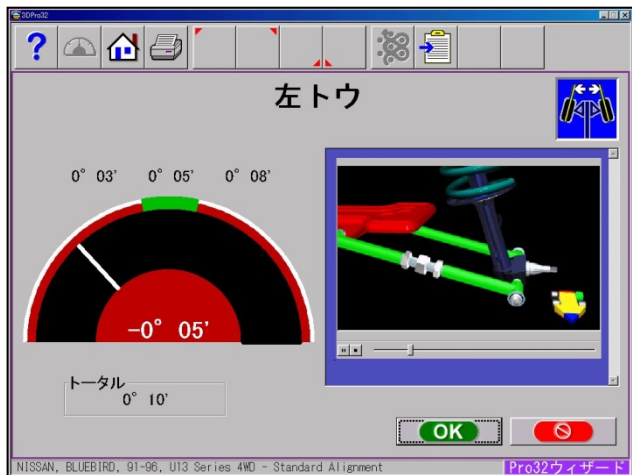 3DPro32
?
左トウ
0° 03' 0° 05' 0° 08'
-0° 05'
トータル
0° 10'
OK
NISSAN, BLUEBIRD, 91-96, U13 Series 4WD - Standard Alignment
Pro32ウィザード